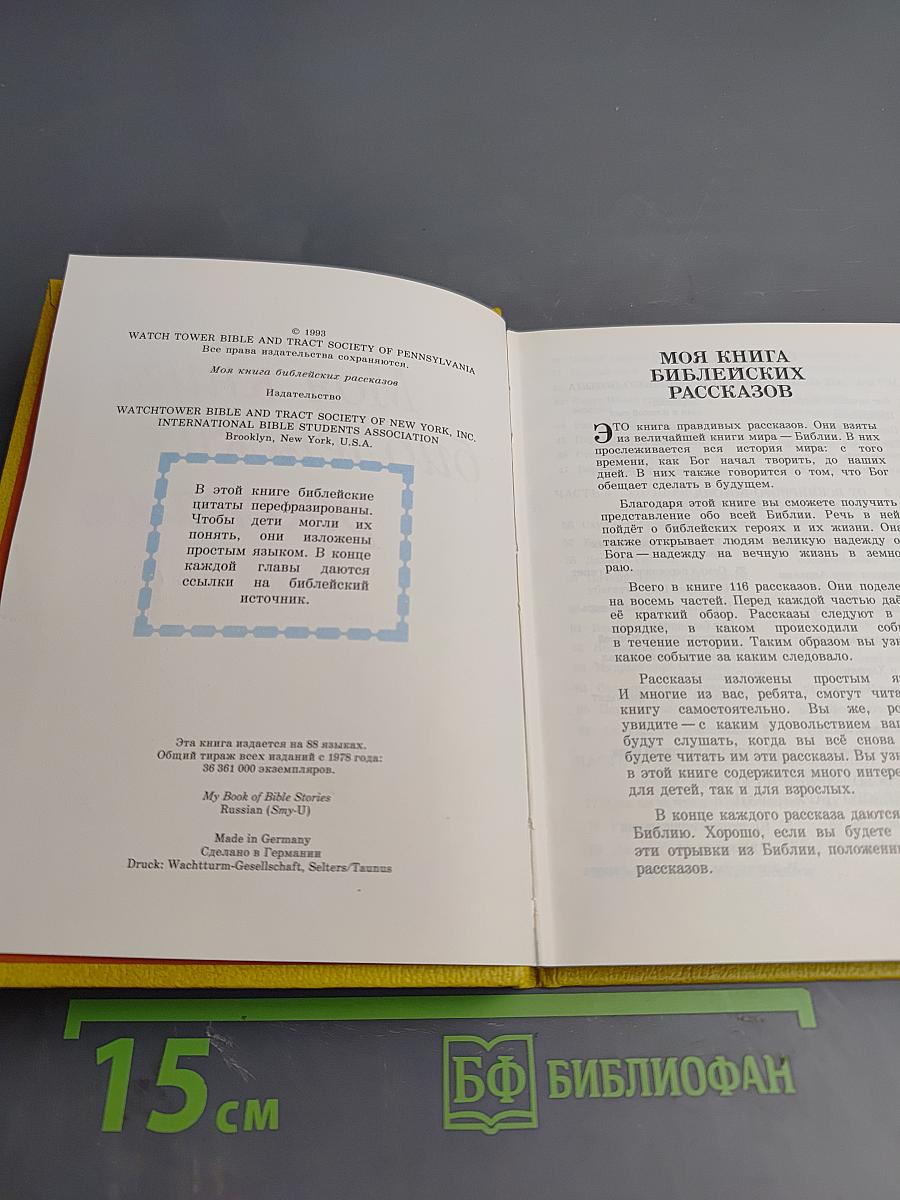 © 1993
WATCH TOWER BIBLE AND TRACT SOCIETY OF PENNSYLVANIA
Все права издательства сохраняются.
Моя книга библейских рассказов
Издательство
WATCHTOWER BIBLE AND TRACT SOCIETY OF NEW YORK, INC.
INTERNATIONAL BIBLE STUDENTS ASSOCIATION
Brooklyn, New York, U.S.A.
В этой книге библейские
цитаты перефразированы.
Чтобы дети могли их
понять, они изложены
простым языком. В конце
каждой главы даются
ссылки на библейский
источник.
Эта книга издается на 88 языках.
Общий тираж всех изданий с 1978 года:
36 361 000 экземпляров.
My Book of Bible Stories
Russian (Smy-U)
Made in Germany
Сделано в Германии
Druck: Wachtturm-Gesellschaft, Selters/Taunus
МОЯ КНИГА
БИБЛЕЙСКИХ
РАССКАЗОВ
ЭТО книга правдивых рассказов. Они взяты
из величайшей книги мира — Библии. В них
прослеживается вся история мира: с того
времени, как Бог начал творить, до наших
дней. В них также говорится о том, что Бог
обещает сделать в будущем.
Благодаря этой книге вы сможете получить
представление обо всей Библии. Речь в ней
пойдёт о библейских героях и их жизни. Она
также открывает людям великую надежду о
Бога — надежду на вечную жизнь в земно
раю.
Всего в книге 116 рассказов. Они поделе
на восемь частей. Перед каждой частью даё
её краткий обзор. Рассказы следуют в
порядке, в каком происходили собы
в течение истории. Таким образом вы узн
какое событие за каким следовало.
Рассказы изложены простым я
И многие из вас, ребята, смогут чита
книгу самостоятельно. Вы же, ро
увидите — с каким удовольствием ваш
будут слушать, когда вы всё снова
будете читать им эти рассказы. Вы узн
в этой книге содержится много интере
для детей, так и для взрослых.
В конце каждого рассказа даются
Библию. Хорошо, если вы будете
эти отрывки из Библии, положенн
рассказов.
15 см
БФ БИБЛИОФАН